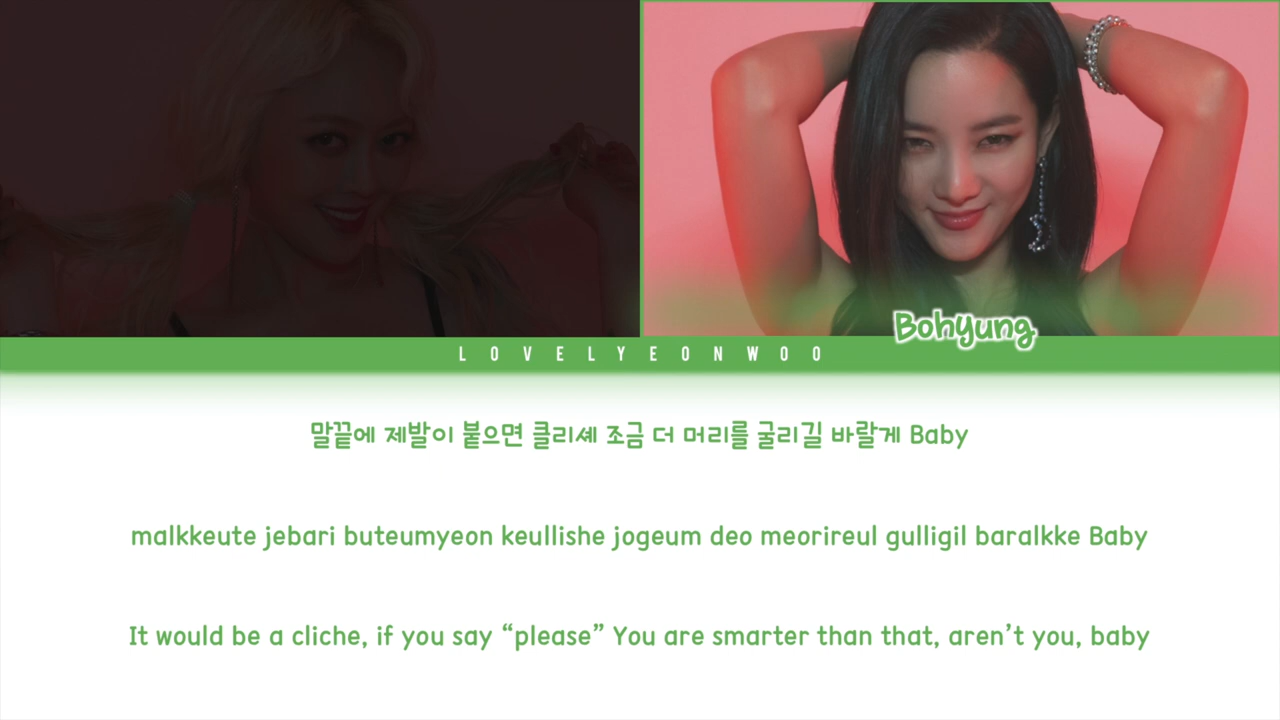 Bohyung
LOVELYEONWOO
말끝에 제발이 붙으면 클리셰 조금 더 머리를 굴리길 바랄게 Baby
malkkeute jebari buteumyeon keullishe jogeum deo meorireul gulligil baralkke Baby
It would be a cliche, if you say “please” You are smarter than that, aren’t you, baby